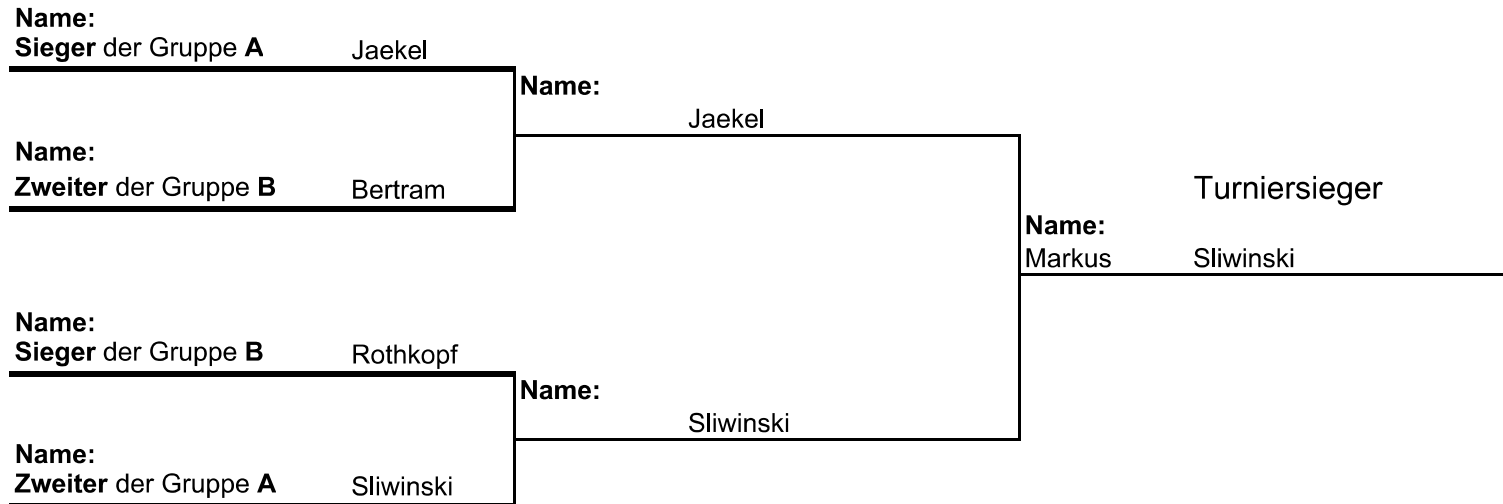 Name:
Sieger der Gruppe A Jaekel
Name:
Jaekel
Name:
Zweiter der Gruppe B Bertram
Turniersieger
Name:
Markus Sliwinski
Name:
Sieger der Gruppe B Rothkopf
Name:
Sliwinski
Name:
Zweiter der Gruppe A Sliwinski